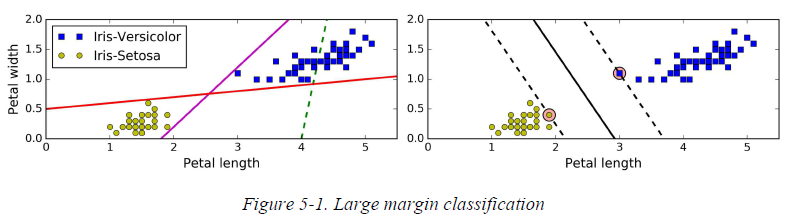 2.0
1.5
1.0
0.5
0.0
Petal width
Iris-Versicolor
Iris-Setosa
0 1 2 3 4 5
Petal length
2.0
1.5
1.0
0.5
0.0
0 1 2 3 4 5
Petal length
Figure 5-1. Large margin classification